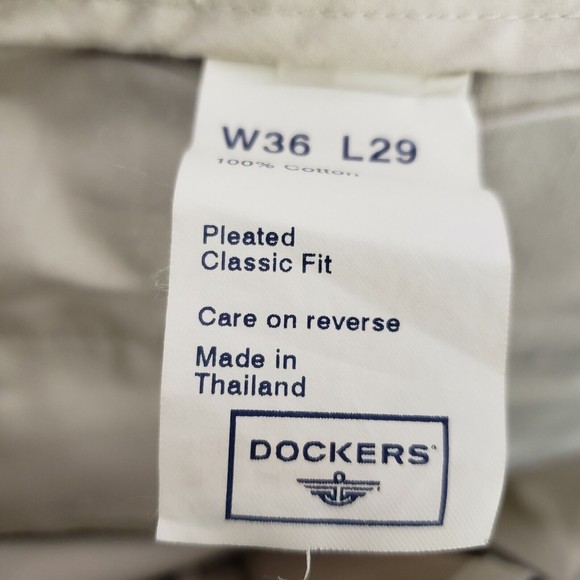 W36 L29
100% Cotton
Pleated
Classic Fit
Care on reverse
Made in
Thailand
DOCKERS